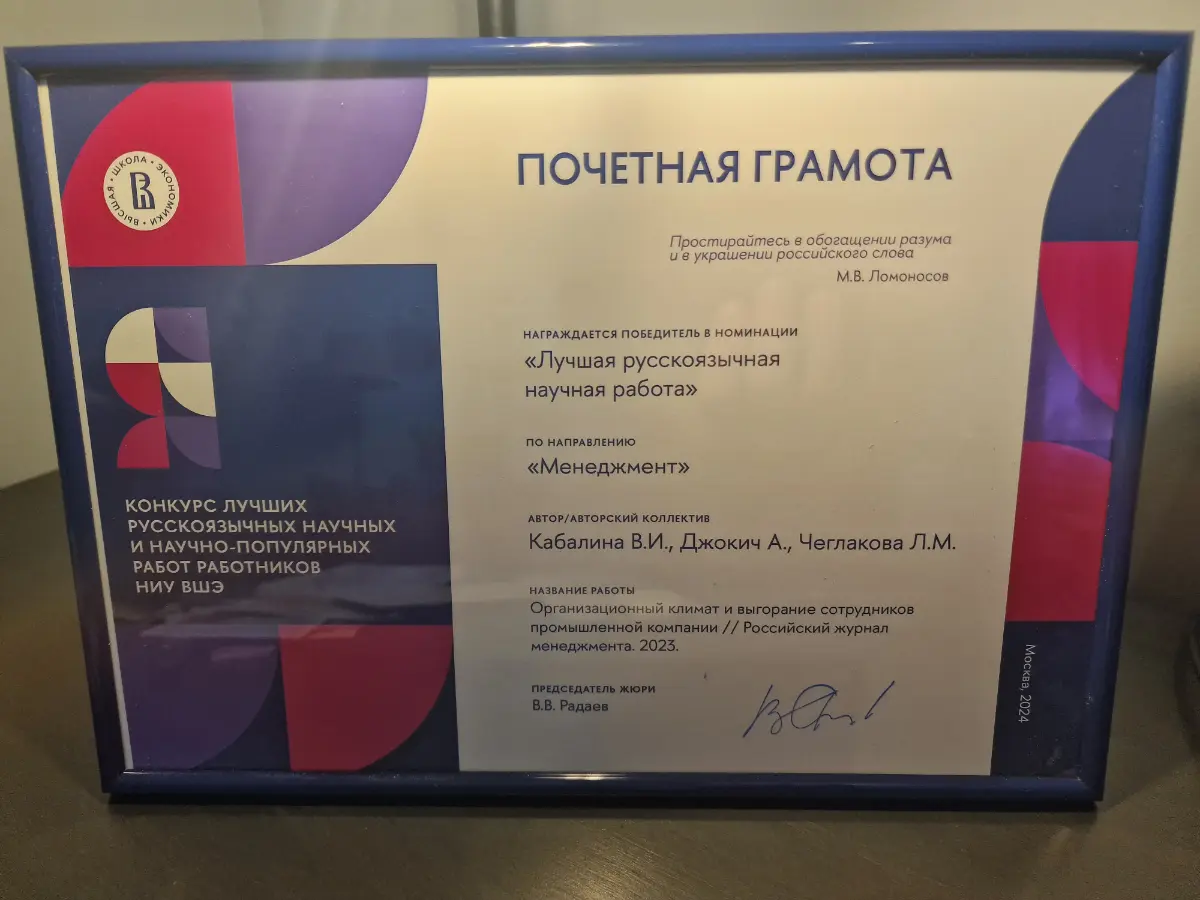 ВЫСШАЯ • ШКОЛА • ЭКОНОМИКИ •
ПОЧЕТНАЯ ГРАМОТА
Простирайтесь в обогащении разума
и в украшении российского слова
М.В. Ломоносов
НАГРАЖДАЕТСЯ ПОБЕДИТЕЛЬ В НОМИНАЦИИ
«Лучшая русскоязычная
научная работа»
ПО НАПРАВЛЕНИЮ
«Менеджмент»
АВТОР/АВТОРСКИЙ КОЛЛЕКТИВ
Кабалина В.И., Джокич А., Чеглакова Л.М.
НАЗВАНИЕ РАБОТЫ
Организационный климат и выгорание сотрудников
промышленной компании // Российский журнал
менеджмента. 2023.
ПРЕДСЕДАТЕЛЬ ЖЮРИ
В.В. Радаев
КОНКУРС ЛУЧШИХ
РУССКОЯЗЫЧНЫХ НАУЧНЫХ
И НАУЧНО-ПОПУЛЯРНЫХ
РАБОТ РАБОТНИКОВ
НИУ ВШЭ
Москва, 2024